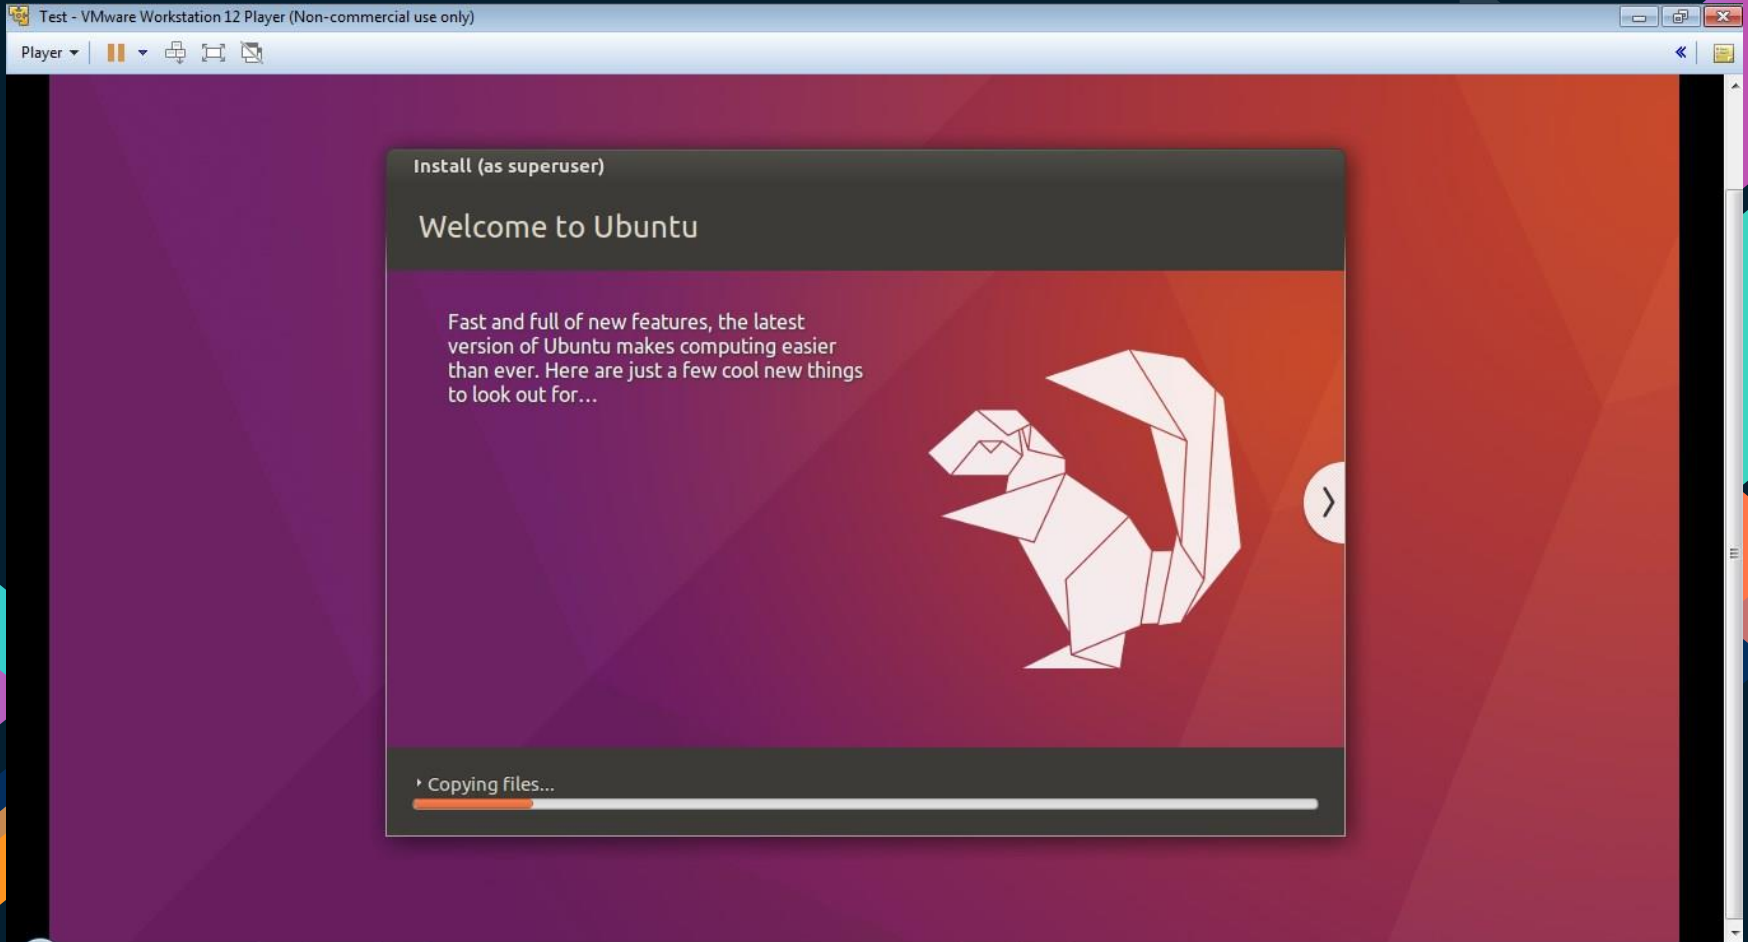 Test - VMware Workstation 12 Player (Non-commercial use only)
Player
Install (as superuser)
Welcome to Ubuntu
Fast and full of new features, the latest
version of Ubuntu makes computing easier
than ever. Here are just a few cool new things
to look out for…
Copying files...